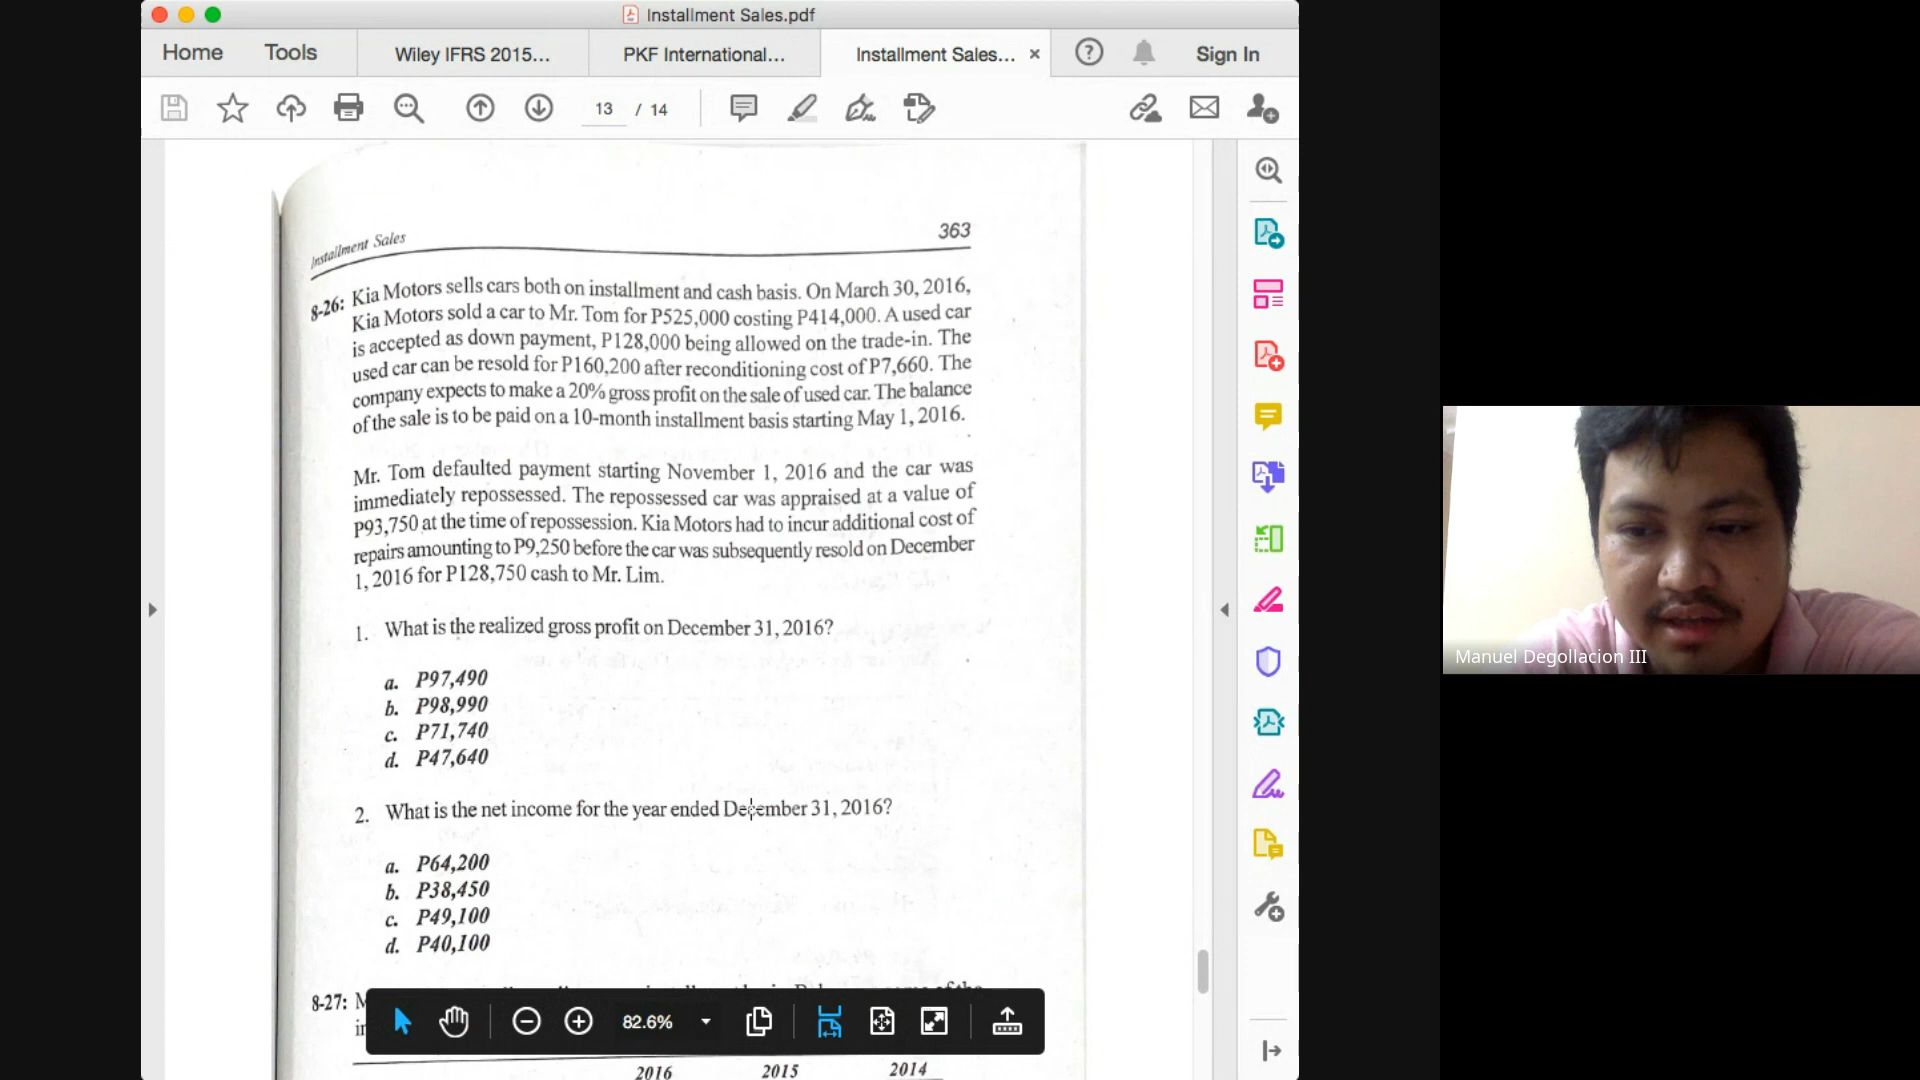 Installment Sales.pdf
Home
Tools
Wiley IFRS 2015...
PKF International...
Installment Sales...
Sign In
13 / 14
Installment Sales
363
8-26: Kia Motors sells cars both on installment and cash basis. On March 30, 2016,
Kia Motors sold a car to Mr. Tom for P525,000 costing P414,000. A used car
is accepted as down payment, P128,000 being allowed on the trade-in. The
used car can be resold for P160,200 after reconditioning cost of P7,660. The
company expects to make a 20% gross profit on the sale of used car. The balance
of the sale is to be paid on a 10-month installment basis starting May 1, 2016.
Mr. Tom defaulted payment starting November 1, 2016 and the car was
immediately repossessed. The repossessed car was appraised at a value of
P93,750 at the time of repossession. Kia Motors had to incur additional cost of
repairs amounting to P9,250 before the car was subsequently resold on December
1, 2016 for P128,750 cash to Mr. Lim.
1. What is the realized gross profit on December 31, 2016?
a. P97,490
b. P98,990
c. P71,740
d. P47,640
2. What is the net income for the year ended December 31, 2016?
a. P64,200
b. P38,450
c. P49,100
d. P40,100
8-27:
82.6%
2016 2015 2014
Manuel Degollacion III